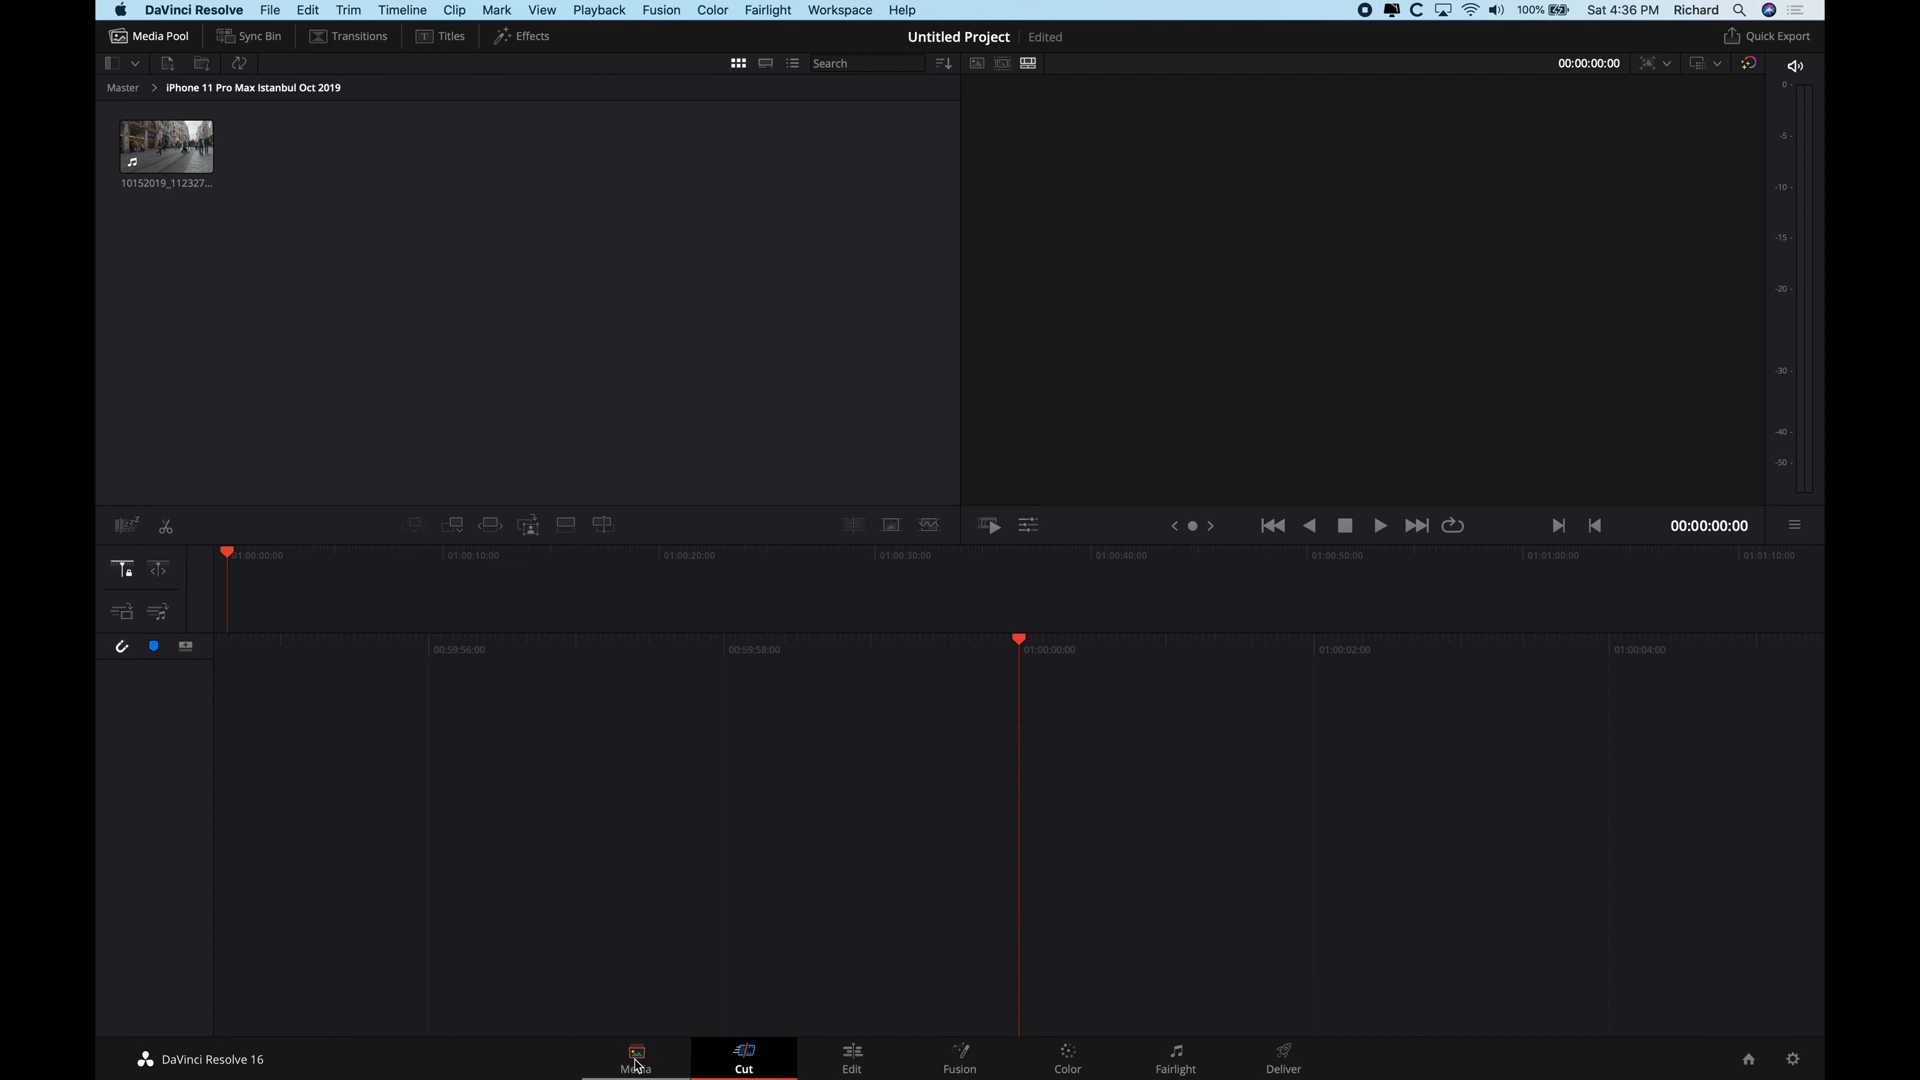 DaVinci Resolve File Edit Trim Timeline Clip Mark View Playback Fusion Color Fairlight Workspace Help 100% Sat 4:36 PM Richard
Media Pool Sync Bin Transitions Titles Effects Untitled Project Edited Quick Export
Search 00:00:00:00
Master > iPhone 11 Pro Max Istanbul Oct 2019
0
-5
-10
-15
-20
-30
-40
-50
10152019_112327...
00:00:00:00
01:00:00:00 01:00:10:00 01:00:20:00 01:00:30:00 01:00:40:00 01:00:50:00 01:01:00:00 01:01:10:00
00:59:56:00 00:59:58:00 01:00:00:00 01:00:02:00 01:00:04:00
DaVinci Resolve 16
Media Cut Edit Fusion Color Fairlight Deliver